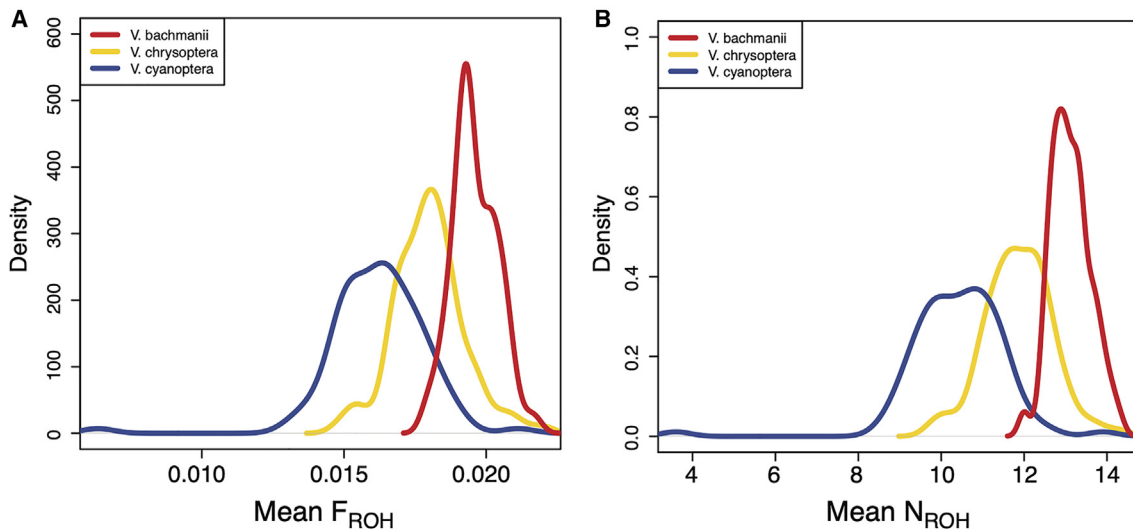 A
V. bachmanii
V. chrysoptera
V. cyanoptera
Density
0
100
200
300
400
500
600
0.010
0.015
0.020
Mean F_ROH
B
V. bachmanii
V. chrysoptera
V. cyanoptera
Density
0.0
0.2
0.4
0.6
0.8
1.0
4
6
8
10
12
14
Mean N_ROH